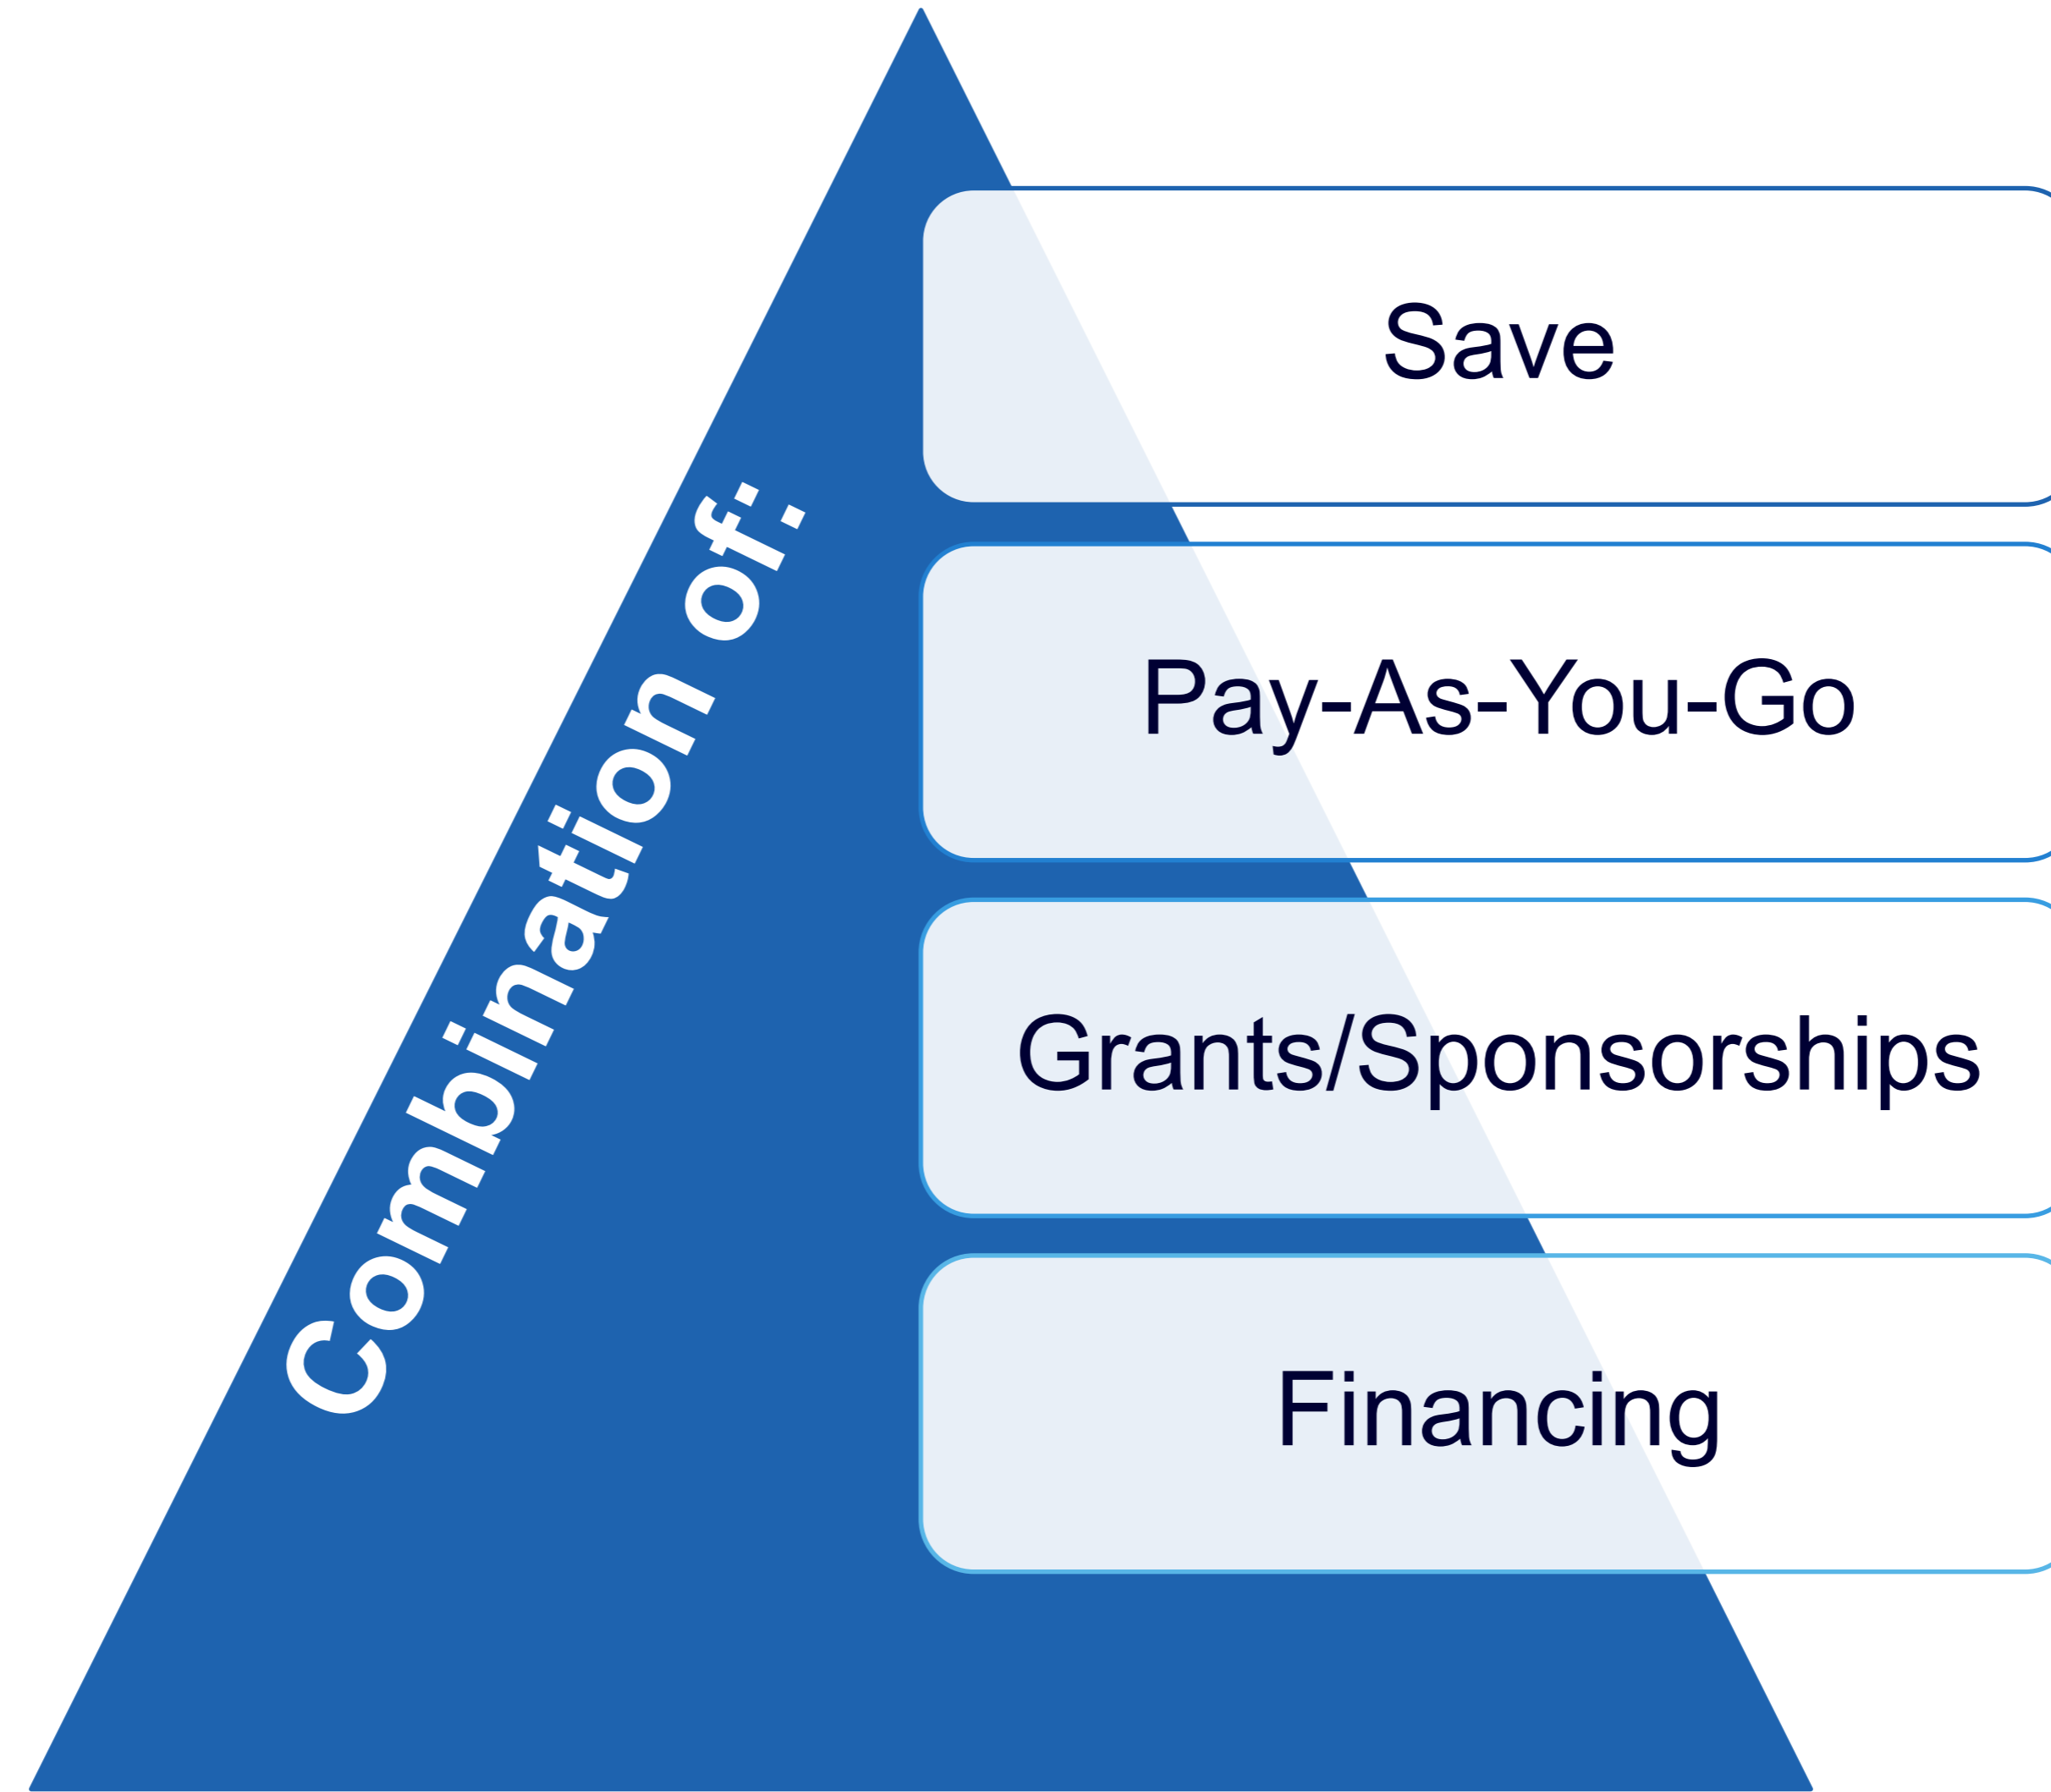 Combination of:
Save
Pay-As-You-Go
Grants/Sponsorships
Financing